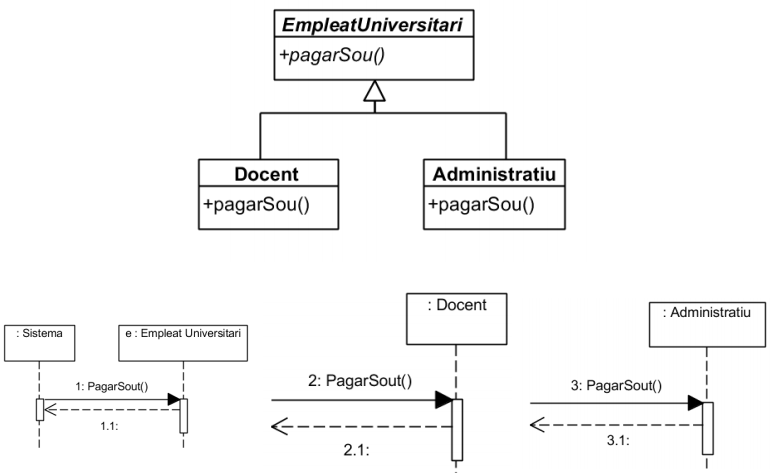 EmpleatUniversitari
+pagarSou()
Docent
+pagarSou()
Administratiu
+pagarSou()
: Sistema
e : Empleat Universitari
1: PagarSout()
1.1:
: Docent
2: PagarSout()
2.1:
: Administratiu
3: PagarSout()
3.1: